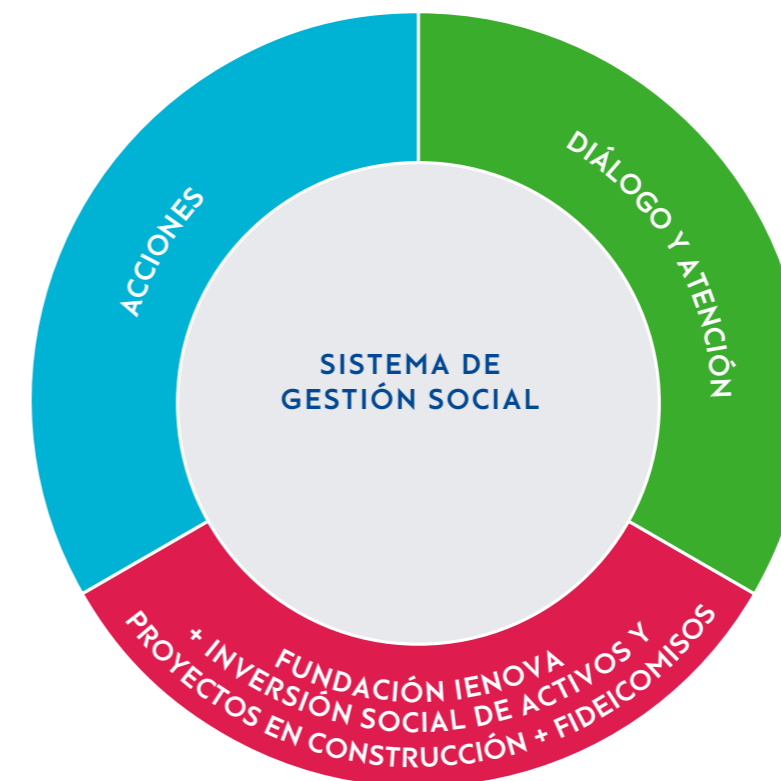 ACCIONES
DIÁLOGO Y ATENCIÓN
SISTEMA DE
GESTIÓN SOCIAL
FUNDACIÓN IENOVA
+ INVERSIÓN SOCIAL DE ACTIVOS Y
PROYECTOS EN CONSTRUCCIÓN + FIDEICOMISOS